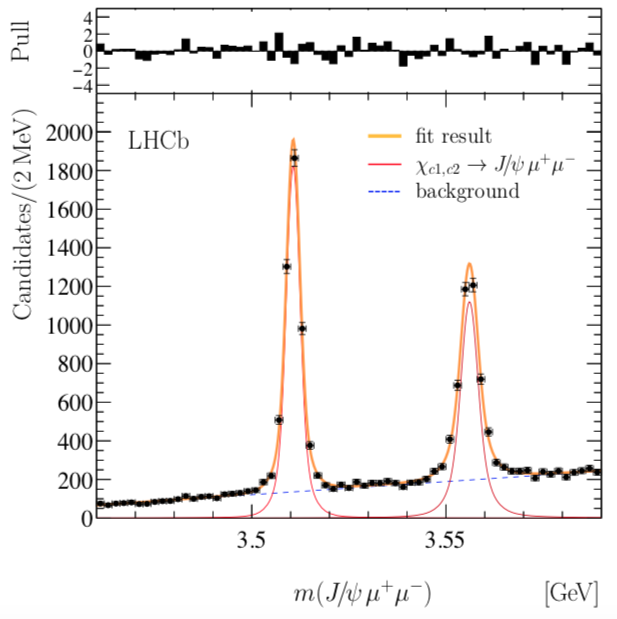 Pull
4
2
0
−2
−4
Candidates/(2 MeV)
2000
1800
1600
1400
1200
1000
800
600
400
200
0
LHCb
fit result
χc1,c2 → J/ψ μ⁺μ⁻
background
3.5
3.55
m(J/ψ μ⁺μ⁻) [GeV]